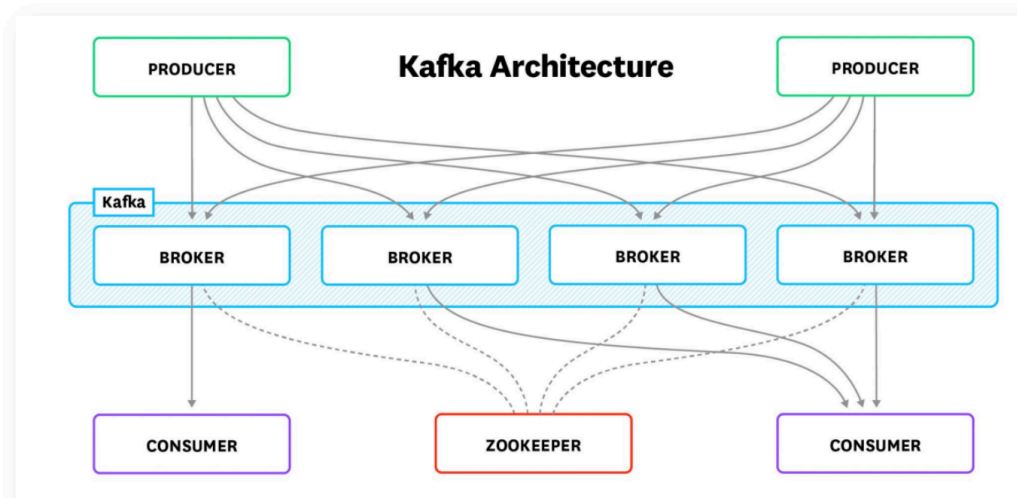 PRODUCER
Kafka Architecture
PRODUCER
Kafka
BROKER
BROKER
BROKER
BROKER
CONSUMER
ZOOKEEPER
CONSUMER